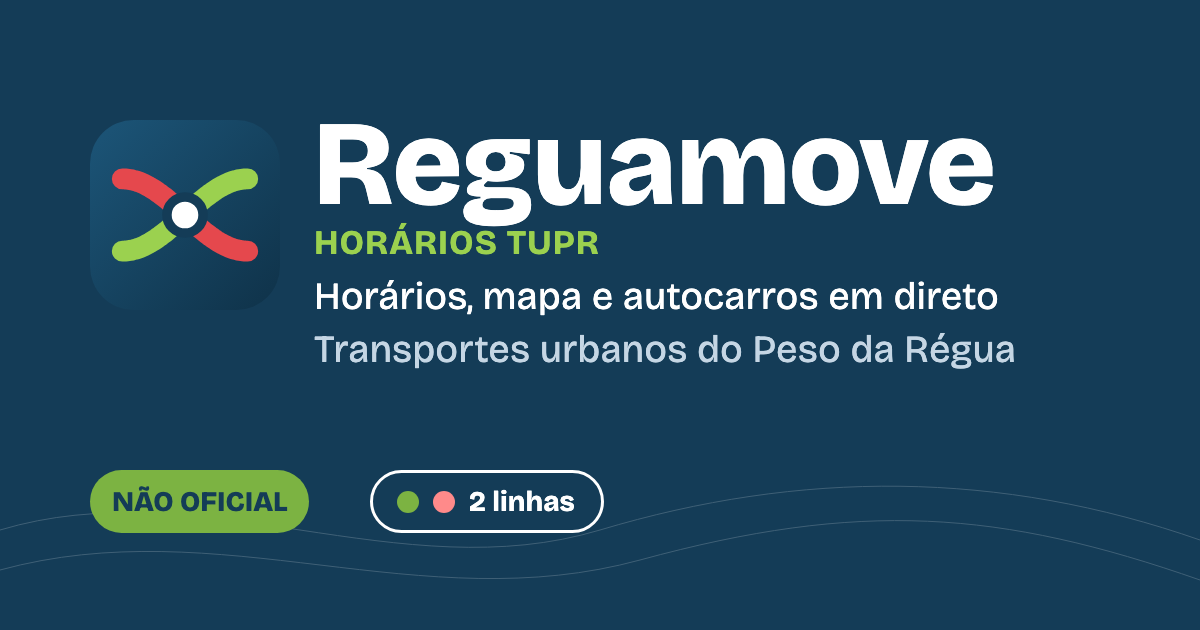 Reguamove
HORÁRIOS TUPR
Horários, mapa e autocarros em direto
Transportes urbanos do Peso da Régua
NÃO OFICIAL
2 linhas